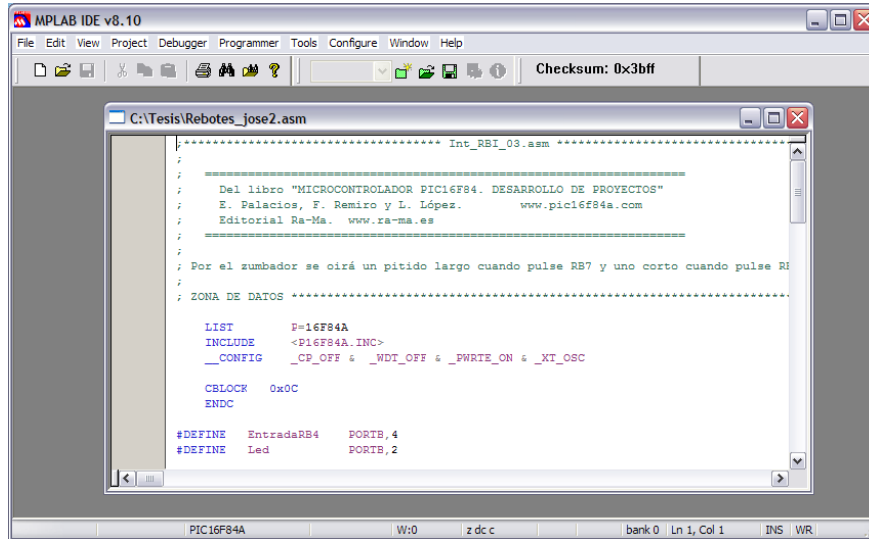 MPLAB IDE v8.10
File Edit View Project Debugger Programmer Tools Configure Window Help
Checksum: 0x3bff
C:\Tesis\Rebotes_jose2.asm
;************************************ Int_RBI_03.asm *********************************
;
; ===================================================================
; Del libro "MICROCONTROLADOR PIC16F84. DESARROLLO DE PROYECTOS"
; E. Palacios, F. Remiro y L. López. www.pic16f84a.com
; Editorial Ra-Ma. www.ra-ma.es
; ===================================================================
;
; Por el zumbador se oirá un pitido largo cuando pulse RB7 y uno corto cuando pulse
;
; ZONA DE DATOS **********************************************************************
LIST P=16F84A
INCLUDE <P16F84A.INC>
__CONFIG _CP_OFF & _WDT_OFF & _PWRTE_ON & _XT_OSC
CBLOCK 0x0C
ENDC
#DEFINE EntradaRB4 PORTB,4
#DEFINE Led PORTB,2
PIC16F84A W:0 z dc c bank 0 Ln 1, Col 1 INS WR